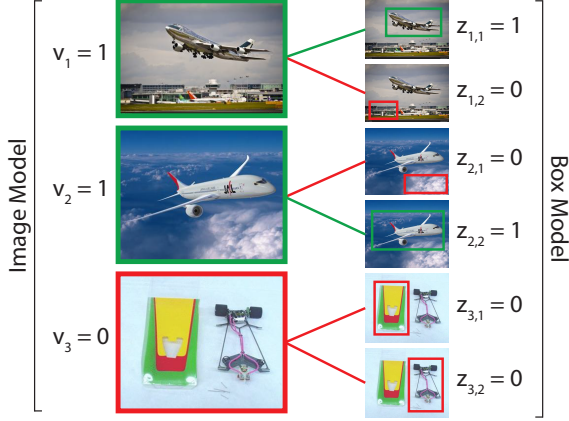 Image Model
v₁ = 1
z₁,₁ = 1
z₁,₂ = 0
v₂ = 1
z₂,₁ = 0
z₂,₂ = 1
v₃ = 0
z₃,₁ = 0
z₃,₂ = 0
Box Model
JAL